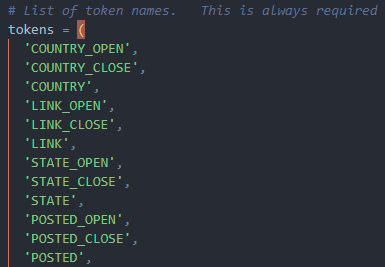 # List of token names.   This is always required
tokens = (
  'COUNTRY_OPEN',
  'COUNTRY_CLOSE',
  'COUNTRY',
  'LINK_OPEN',
  'LINK_CLOSE',
  'LINK',
  'STATE_OPEN',
  'STATE_CLOSE',
  'STATE',
  'POSTED_OPEN',
  'POSTED_CLOSE',
  'POSTED',